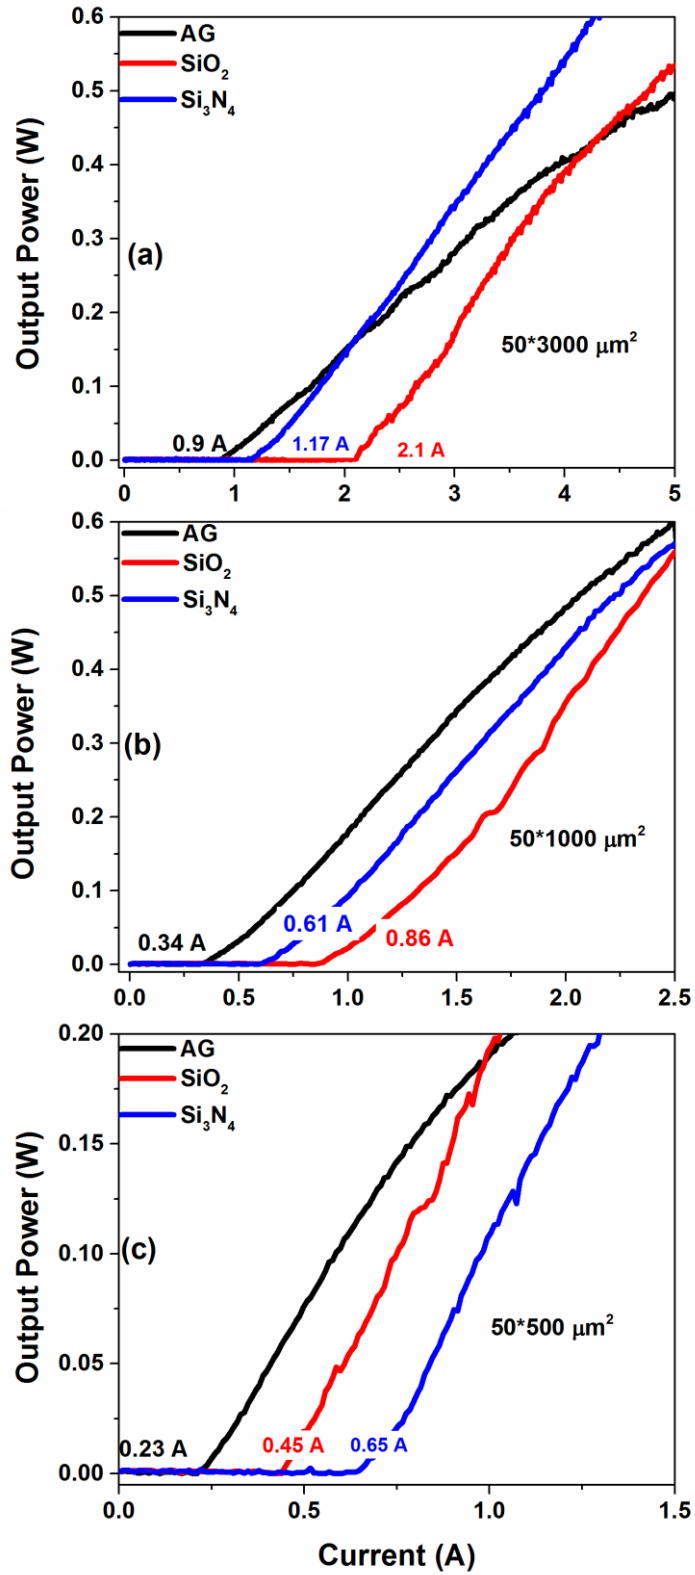 0.6
0.5
0.4
0.3
0.2
0.1
0.0
Output Power (W)
AG
SiO₂
Si₃N₄
(a)
50*3000 μm²
0.9 A
1.17 A
2.1 A
0 1 2 3 4 5
0.6
0.5
0.4
0.3
0.2
0.1
0.0
Output Power (W)
AG
SiO₂
Si₃N₄
(b)
50*1000 μm²
0.34 A
0.61 A
0.86 A
0.0 0.5 1.0 1.5 2.0 2.5
0.20
0.15
0.10
0.05
0.00
Output Power (W)
AG
SiO₂
Si₃N₄
(c)
50*500 μm²
0.23 A
0.45 A
0.65 A
0.0 0.5 1.0 1.5
Current (A)